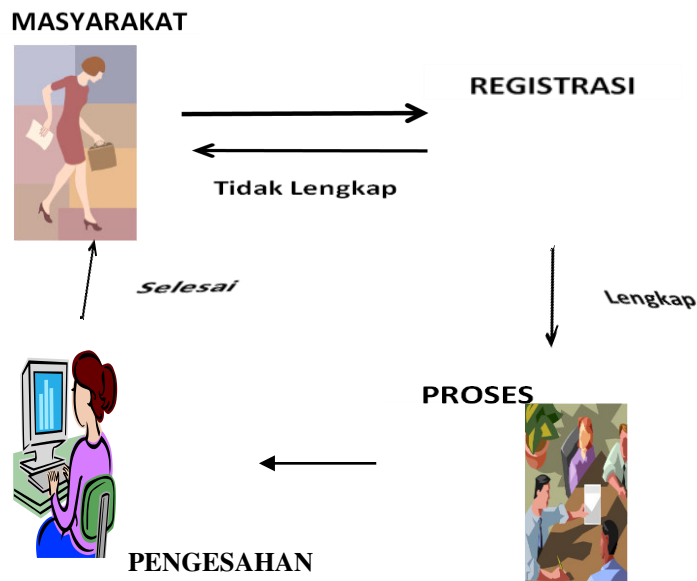 MASYARAKAT
REGISTRASI
Tidak Lengkap
Selesai
Lengkap
PROSES
PENGESAHAN